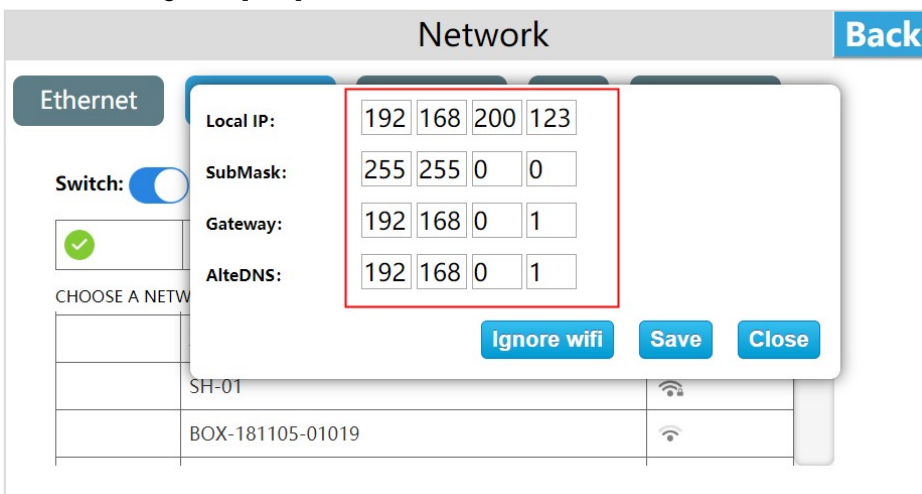 Network
Back
Ethernet
Local IP: 192 168 200 123
SubMask: 255 255 0 0
Switch:
Gateway: 192 168 0 1
AlteDNS: 192 168 0 1
CHOOSE A NETW
Ignore wifi Save Close
SH-01
BOX-181105-01019